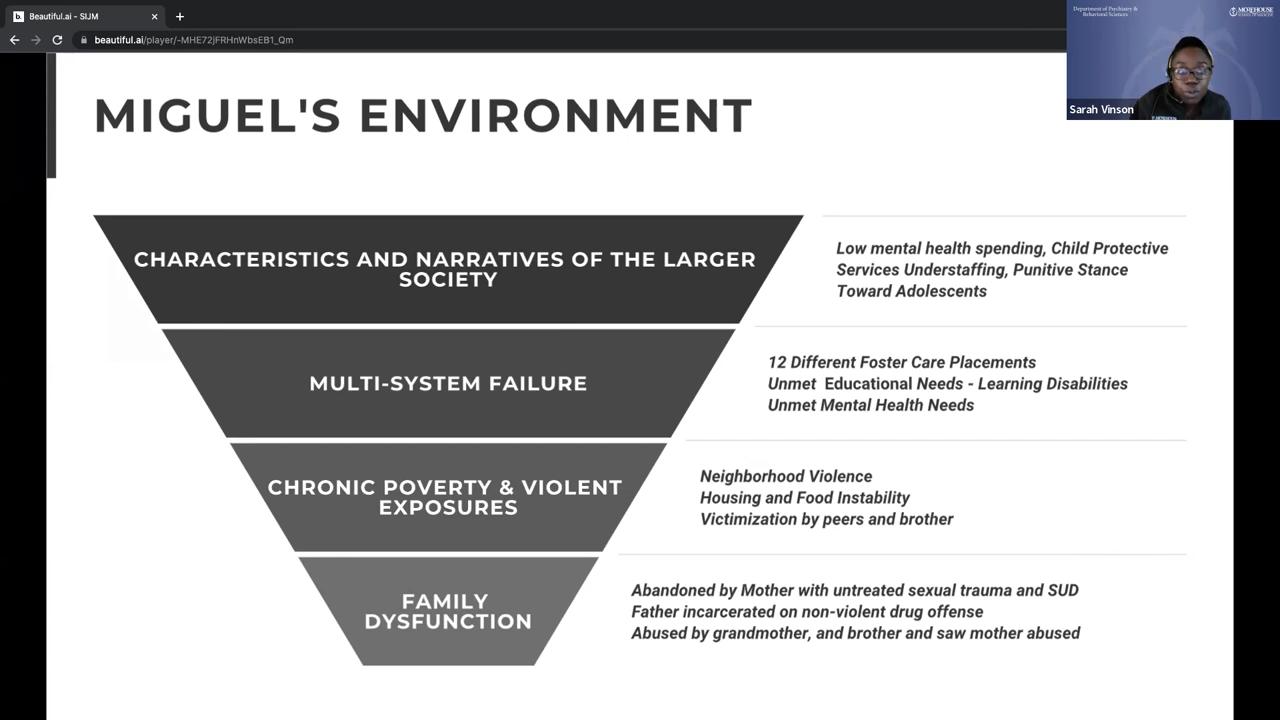 Beautiful.ai - SIJM
beautiful.ai/player/-MHE72jFRHnWbsEB1_Qm
Department of Psychiatry &
Behavioral Sciences
MOREHOUSE
SCHOOL OF MEDICINE
Sarah Vinson
MIGUEL'S ENVIRONMENT
CHARACTERISTICS AND NARRATIVES OF THE LARGER
SOCIETY
Low mental health spending, Child Protective
Services Understaffing, Punitive Stance
Toward Adolescents
MULTI-SYSTEM FAILURE
12 Different Foster Care Placements
Unmet Educational Needs - Learning Disabilities
Unmet Mental Health Needs
CHRONIC POVERTY & VIOLENT
EXPOSURES
Neighborhood Violence
Housing and Food Instability
Victimization by peers and brother
FAMILY
DYSFUNCTION
Abandoned by Mother with untreated sexual trauma and SUD
Father incarcerated on non-violent drug offense
Abused by grandmother, and brother and saw mother abused